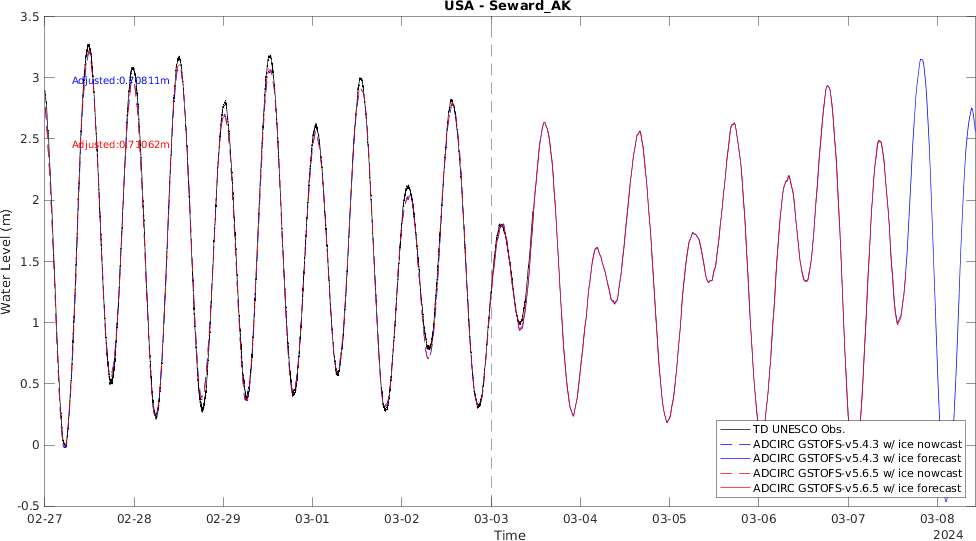 USA - Seward_AK
3.5
3
2.5
2
1.5
1
0.5
0
-0.5
Water Level (m)
Adjusted:0.70811m
Adjusted:0.71062m
TD UNESCO Obs.
ADCIRC GSTOFS-v5.4.3 w/ ice nowcast
ADCIRC GSTOFS-v5.4.3 w/ ice forecast
ADCIRC GSTOFS-v5.6.5 w/ ice nowcast
ADCIRC GSTOFS-v5.6.5 w/ ice forecast
02-27 02-28 02-29 03-01 03-02 03-03 03-04 03-05 03-06 03-07 03-08
Time
2024